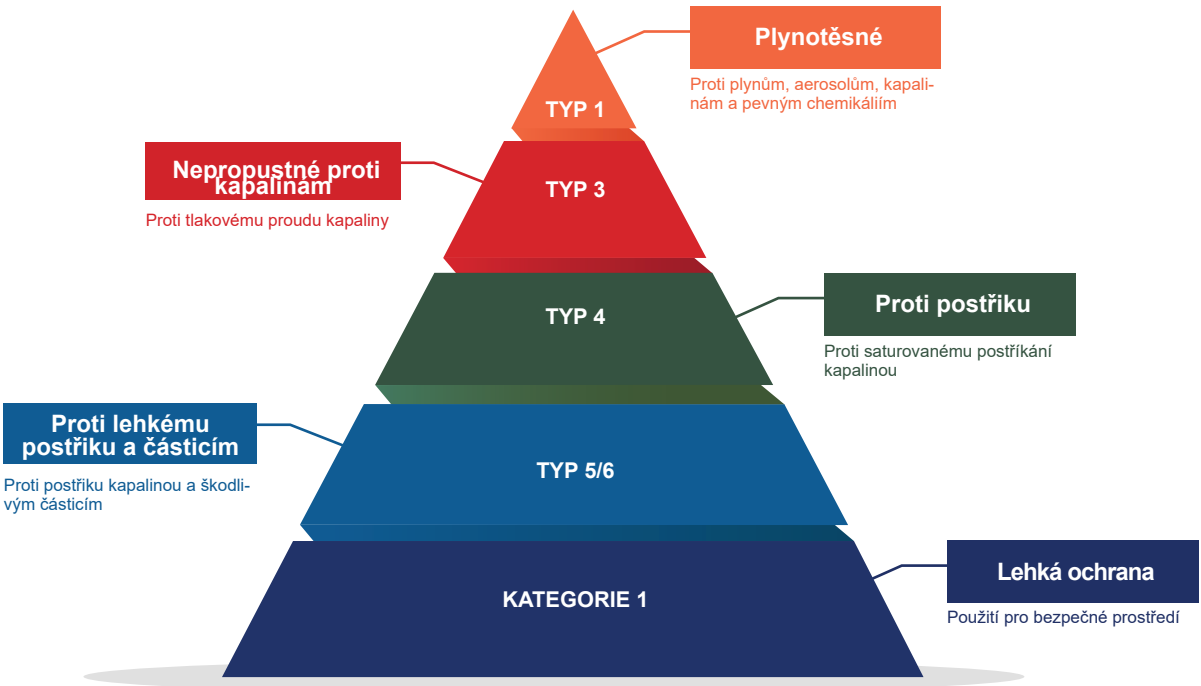 Plynotěsné
Proti plynům, aerosolům, kapali-
nám a pevným chemikáliím
TYP 1
Nepropustné proti
kapalinám
Proti tlakovému proudu kapaliny
TYP 3
Proti postřiku
Proti saturovanému postříkání
kapalinou
TYP 4
Proti lehkému
postřiku a částicím
Proti postřiku kapalinou a škodli-
vým částicím
TYP 5/6
Lehká ochrana
Použití pro bezpečné prostředí
KATEGORIE 1